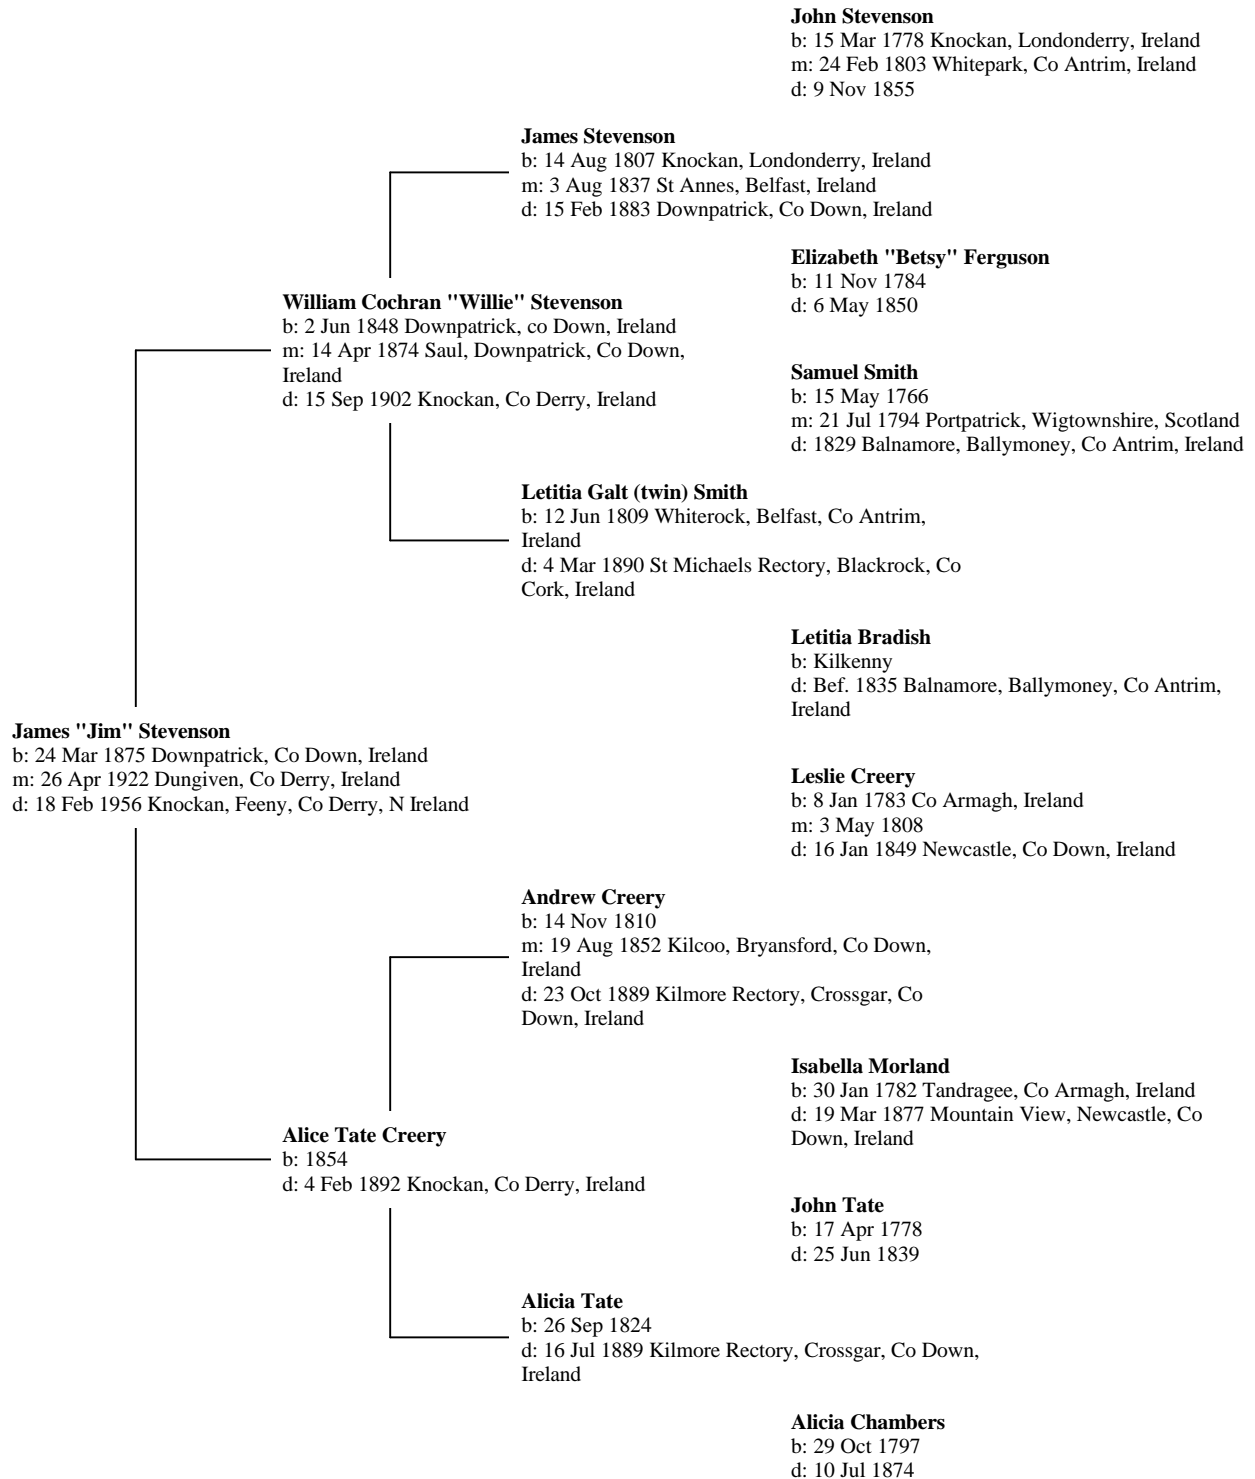 John Stevenson
b: 15 Mar 1778 Knockan, Londonderry, Ireland
m: 24 Feb 1803 Whitepark, Co Antrim, Ireland
d: 9 Nov 1855
James Stevenson
b: 14 Aug 1807 Knockan, Londonderry, Ireland
m: 3 Aug 1837 St Annes, Belfast, Ireland
d: 15 Feb 1883 Downpatrick, Co Down, Ireland
Elizabeth "Betsy" Ferguson
b: 11 Nov 1784
d: 6 May 1850
William Cochran "Willie" Stevenson
b: 2 Jun 1848 Downpatrick, co Down, Ireland
m: 14 Apr 1874 Saul, Downpatrick, Co Down,
Ireland
d: 15 Sep 1902 Knockan, Co Derry, Ireland
Samuel Smith
b: 15 May 1766
m: 21 Jul 1794 Portpatrick, Wigtownshire, Scotland
d: 1829 Balnamore, Ballymoney, Co Antrim, Ireland
Letitia Galt (twin) Smith
b: 12 Jun 1809 Whiterock, Belfast, Co Antrim,
Ireland
d: 4 Mar 1890 St Michaels Rectory, Blackrock, Co
Cork, Ireland
Letitia Bradish
b: Kilkenny
d: Bef. 1835 Balnamore, Ballymoney, Co Antrim,
Ireland
James "Jim" Stevenson
b: 24 Mar 1875 Downpatrick, Co Down, Ireland
m: 26 Apr 1922 Dungiven, Co Derry, Ireland
d: 18 Feb 1956 Knockan, Feeny, Co Derry, N Ireland
Leslie Creery
b: 8 Jan 1783 Co Armagh, Ireland
m: 3 May 1808
d: 16 Jan 1849 Newcastle, Co Down, Ireland
Andrew Creery
b: 14 Nov 1810
m: 19 Aug 1852 Kilcoo, Bryansford, Co Down,
Ireland
d: 23 Oct 1889 Kilmore Rectory, Crossgar, Co
Down, Ireland
Isabella Morland
b: 30 Jan 1782 Tandragee, Co Armagh, Ireland
d: 19 Mar 1877 Mountain View, Newcastle, Co
Down, Ireland
Alice Tate Creery
b: 1854
d: 4 Feb 1892 Knockan, Co Derry, Ireland
John Tate
b: 17 Apr 1778
d: 25 Jun 1839
Alicia Tate
b: 26 Sep 1824
d: 16 Jul 1889 Kilmore Rectory, Crossgar, Co Down,
Ireland
Alicia Chambers
b: 29 Oct 1797
d: 10 Jul 1874